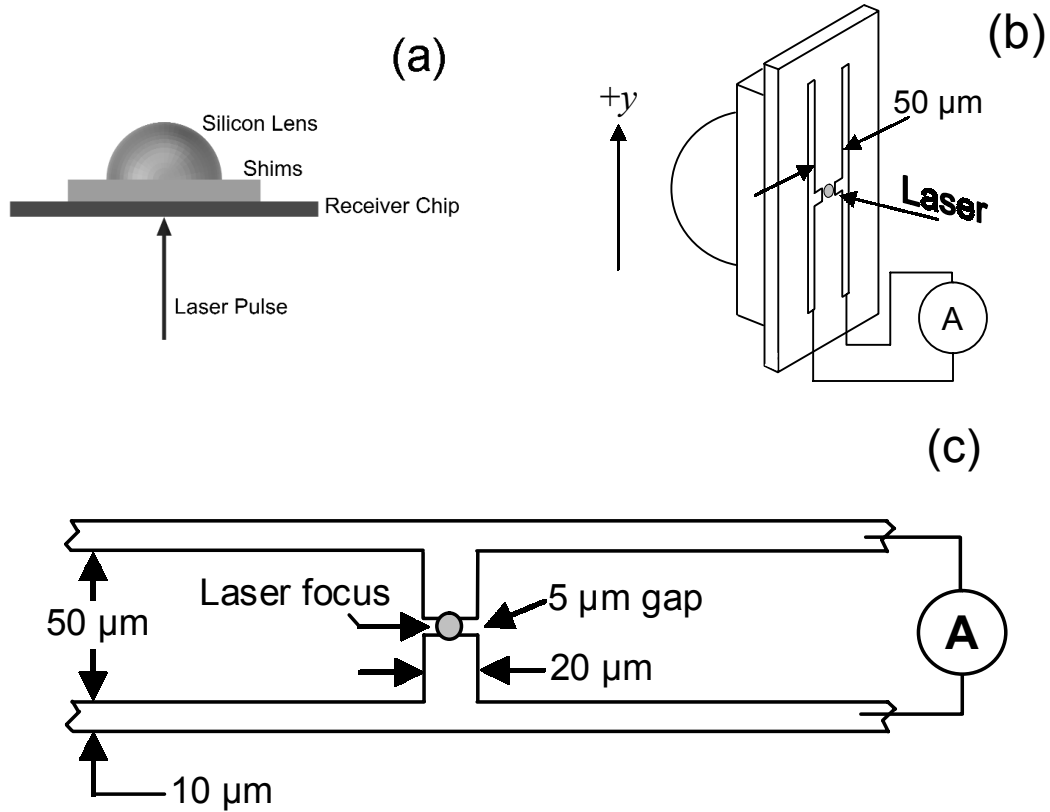 (a)
Silicon Lens
Shims
Receiver Chip
Laser Pulse
(b)
+y
50 μm
Laser
A
(c)
Laser focus
5 μm gap
50 μm
20 μm
A
10 μm